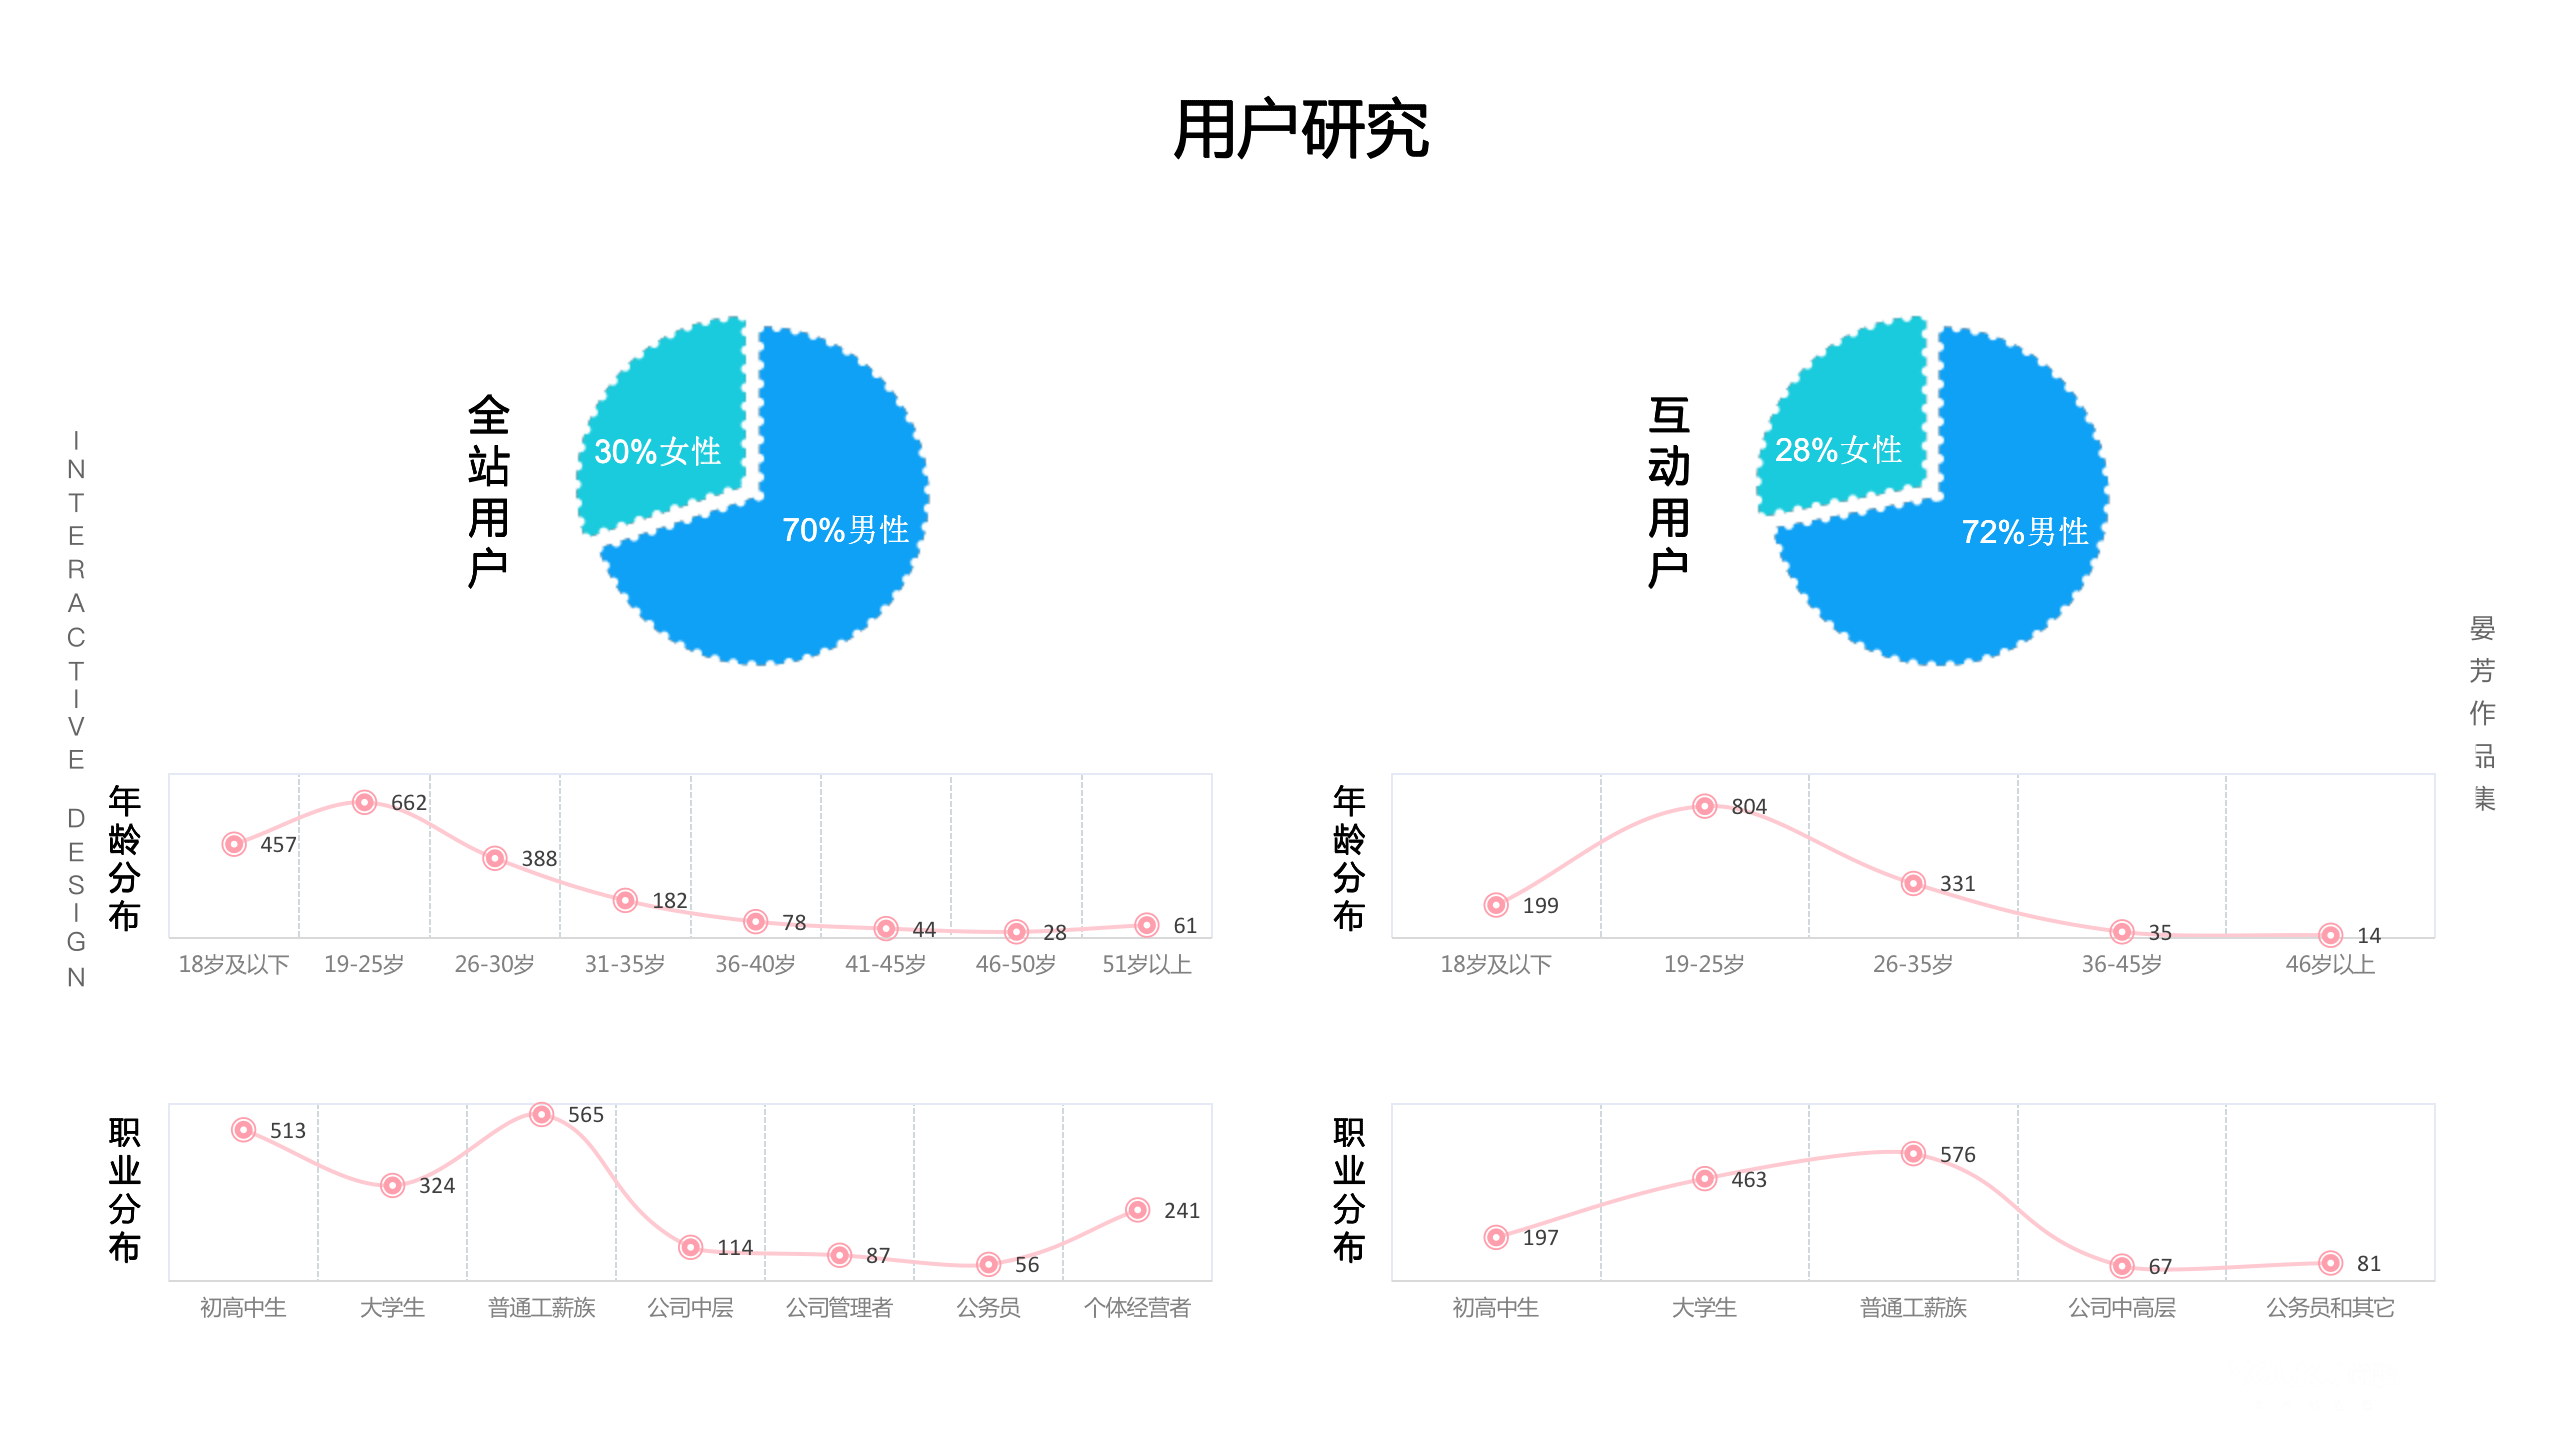 用户研究
INTERACTIVE DESIGN
全站用户
30%女性
70%男性
互动用户
28%女性
72%男性
晏芳作品集
年龄分布
457
662
388
182
78
44
28
61
18岁及以下
19-25岁
26-30岁
31-35岁
36-40岁
41-45岁
46-50岁
51岁以上
年龄分布
199
804
331
35
14
18岁及以下
19-25岁
26-35岁
36-45岁
46岁以上
职业分布
513
324
565
114
87
56
241
初高中生
大学生
普通工薪族
公司中层
公司管理者
公务员
个体经营者
职业分布
197
463
576
67
81
初高中生
大学生
普通工薪族
公司中高层
公务员和其它